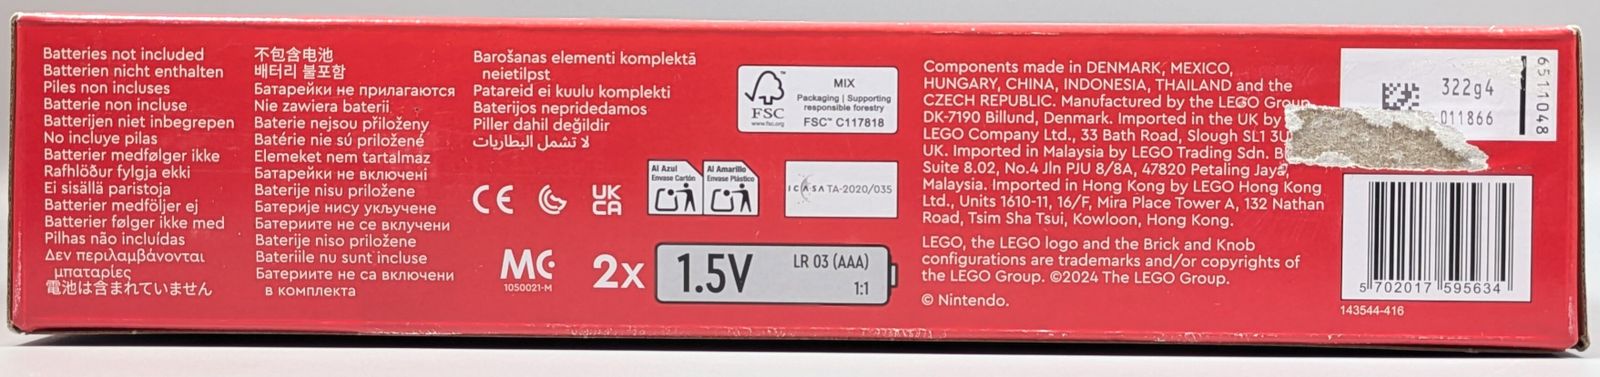 Batteries not included
Batterien nicht enthalten
Piles non incluses
Batterie non incluse
Batterijen niet inbegrepen
No incluye pilas
Batterier medfølger ikke
Rafhlöður fylgja ekki
Ei sisällä paristoja
Batterier medföljer ej
Batterier følger ikke med
Pilhas não incluídas
Δεν περιλαμβάνονται
μπαταρίες
電池は含まれていません
不包含电池
배터리 불포함
Батарейки не прилагаются
Nie zawiera baterii
Baterie nejsou přiloženy
Batérie nie sú priložené
Elemeket nem tartalmaz
Батарейки не включені
Baterije nisu priložene
Батерије нису укључене
Батериите не се включени
Baterije niso priložene
Bateriile nu sunt incluse
Батериите не са включени
в комплекта
Barošanas elementi komplektā
neietilpst
Patareid ei kuulu komplekti
Baterijos nepridedamos
Piller dahil değildir
لا تشمل البطاريات
CE
UK
CA
MC
1050021-M
FSC
www.fsc.org
MIX
Packaging | Supporting
responsible forestry
FSC™ C117818
Al Azul
Envase Cartón
Al Amarillo
Envase Plástico
ICASA TA-2020/035
2x
1.5V
LR 03 (AAA)
1:1
Components made in DENMARK, MEXICO,
HUNGARY, CHINA, INDONESIA, THAILAND and the
CZECH REPUBLIC. Manufactured by the LEGO Group,
DK-7190 Billund, Denmark. Imported in the UK by
LEGO Company Ltd., 33 Bath Road, Slough SL1
UK. Imported in Malaysia by LEGO Trading Sdn.
Suite 8.02, No.4 Jln PJU 8/8A, 47820 Petaling Jaya,
Malaysia. Imported in Hong Kong by LEGO Hong Kong
Ltd., Units 1610-11, 16/F, Mira Place Tower A, 132 Nathan
Road, Tsim Sha Tsui, Kowloon, Hong Kong.
LEGO, the LEGO logo and the Brick and Knob
configurations are trademarks and/or copyrights of
the LEGO Group. ©2024 The LEGO Group.
© Nintendo.
322g4
011866
6511048
5 702017 595634
143544-416